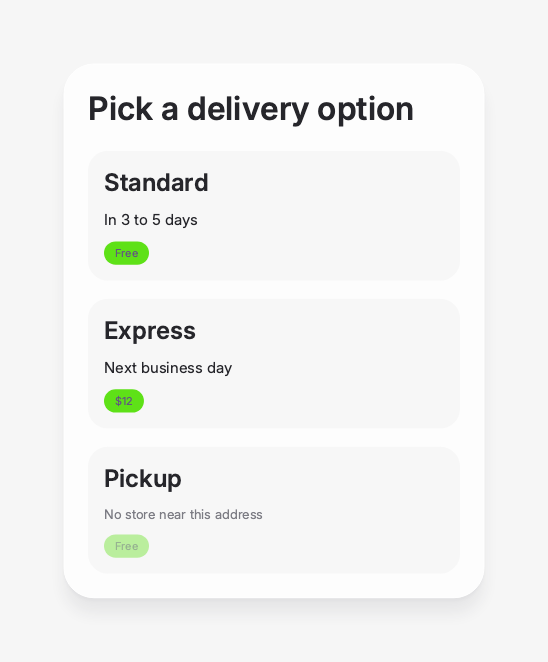 Pick a delivery option
Standard
In 3 to 5 days
Free
Express
Next business day
$12
Pickup
No store near this address
Free